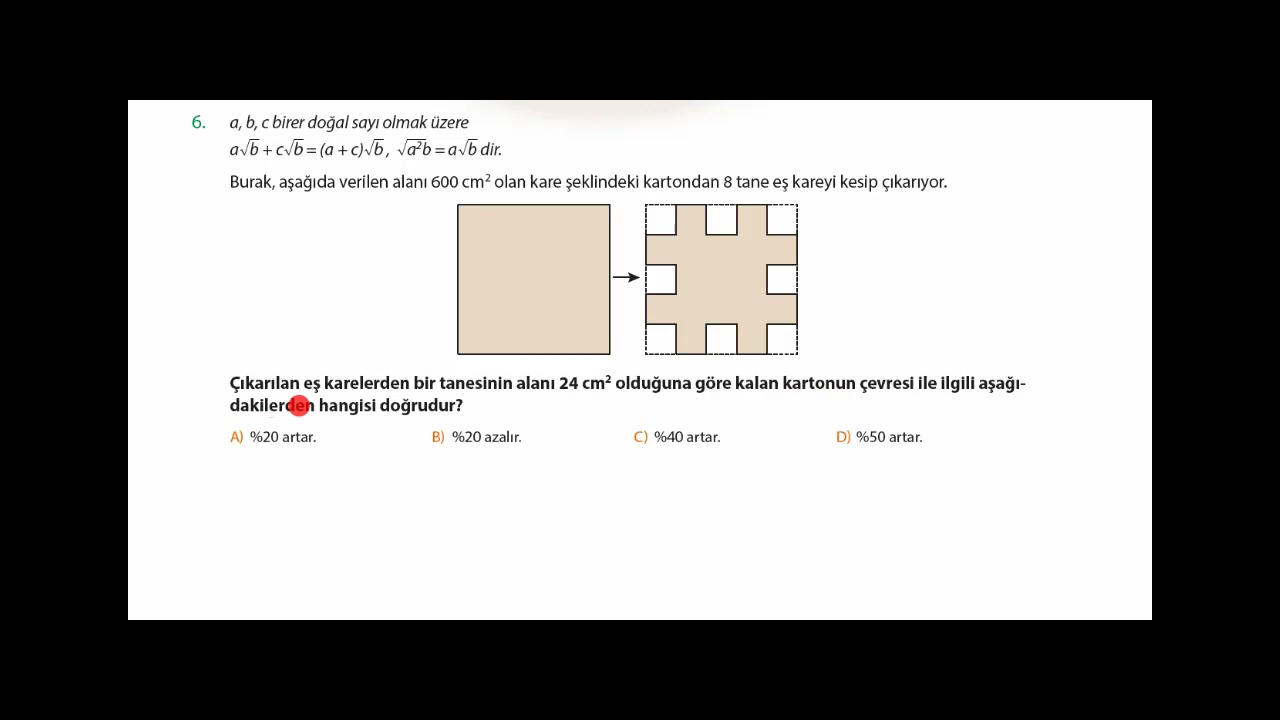 6. a, b, c birer doğal sayı olmak üzere
a√b + c√b = (a + c)√b , √a²b = a√b dir.
Burak, aşağıda verilen alanı 600 cm² olan kare şeklindeki kartondan 8 tane eş kareyi kesip çıkarıyor.
Çıkarılan eş karelerden bir tanesinin alanı 24 cm² olduğuna göre kalan kartonun çevresi ile ilgili aşağı-
dakilerden hangisi doğrudur?
A) %20 artar. B) %20 azalır. C) %40 artar. D) %50 artar.